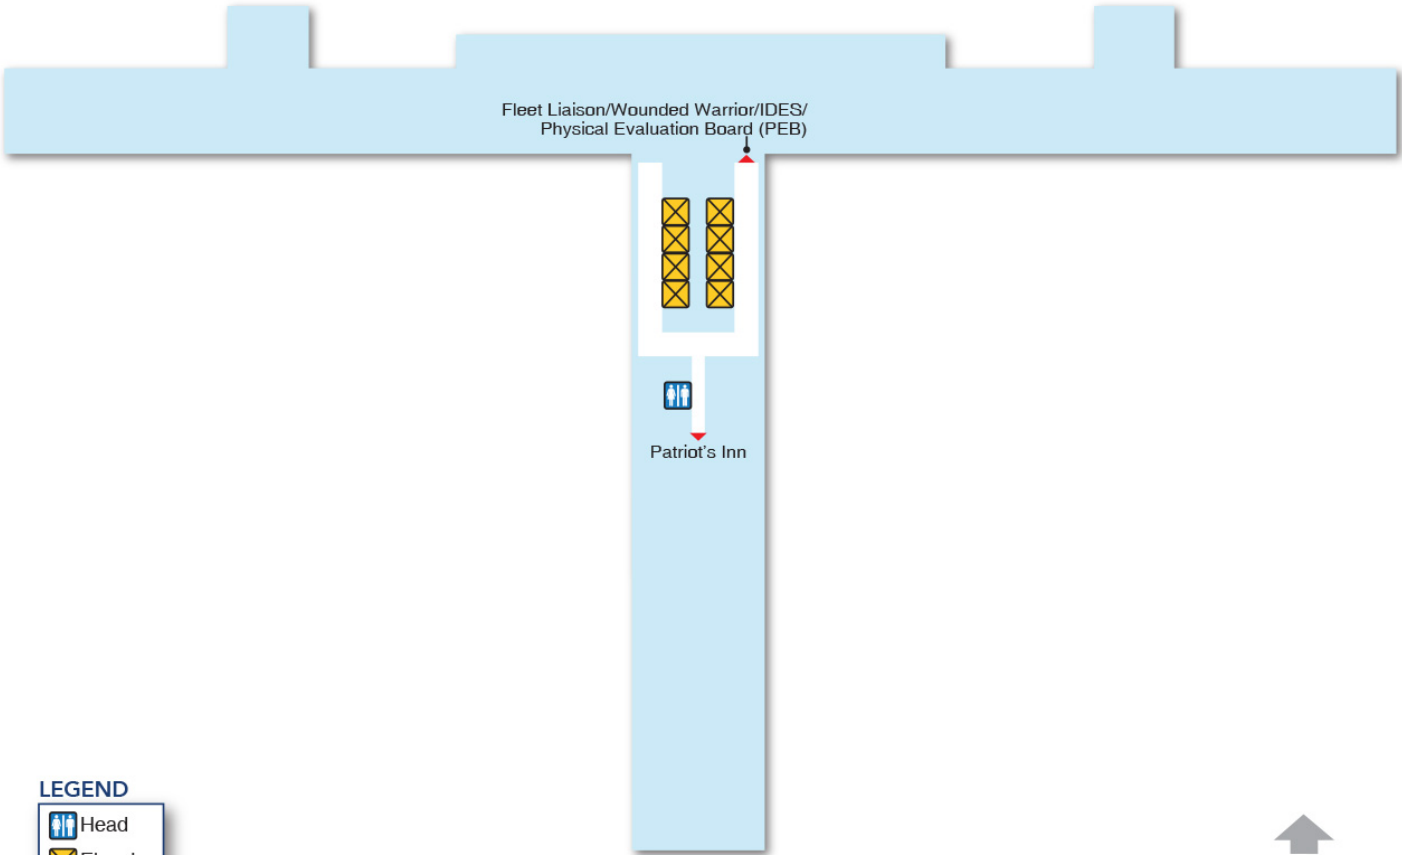 Fleet Liaison/Wounded Warrior/IDES/
Physical Evaluation Board (PEB)
Patriot's Inn
LEGEND
Head